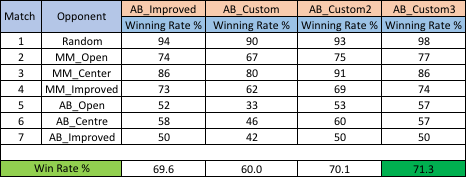 Match Opponent AB_Improved AB_Custom AB_Custom2 AB_Custom3
Winning Rate % Winning Rate % Winning Rate % Winning Rate %
1 Random 94 90 93 98
2 MM_Open 74 67 75 77
3 MM_Center 86 80 91 86
4 MM_Improved 73 62 69 74
5 AB_Open 52 33 53 57
6 AB_Centre 58 46 60 57
7 AB_Improved 50 42 50 50
Win Rate % 69.6 60.0 70.1 71.3